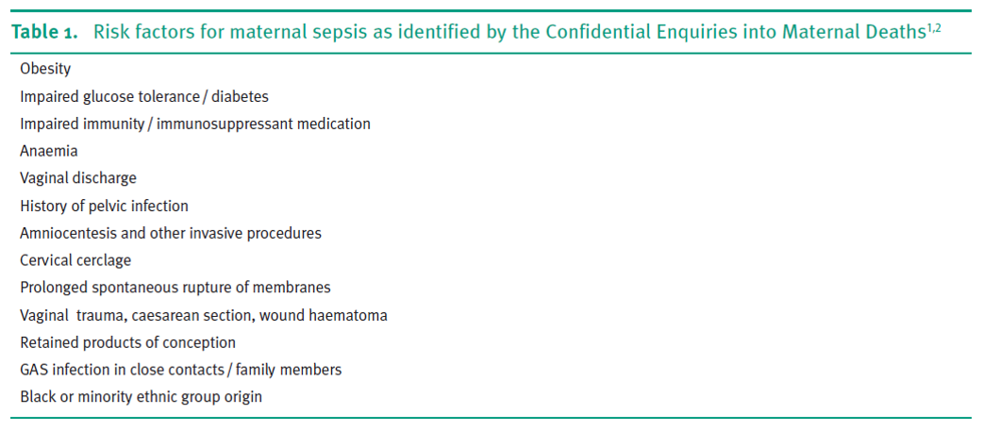 Table 1. Risk factors for maternal sepsis as identified by the Confidential Enquiries into Maternal Deaths1,2
Obesity
Impaired glucose tolerance / diabetes
Impaired immunity / immunosuppressant medication
Anaemia
Vaginal discharge
History of pelvic infection
Amniocentesis and other invasive procedures
Cervical cerclage
Prolonged spontaneous rupture of membranes
Vaginal trauma, caesarean section, wound haematoma
Retained products of conception
GAS infection in close contacts / family members
Black or minority ethnic group origin